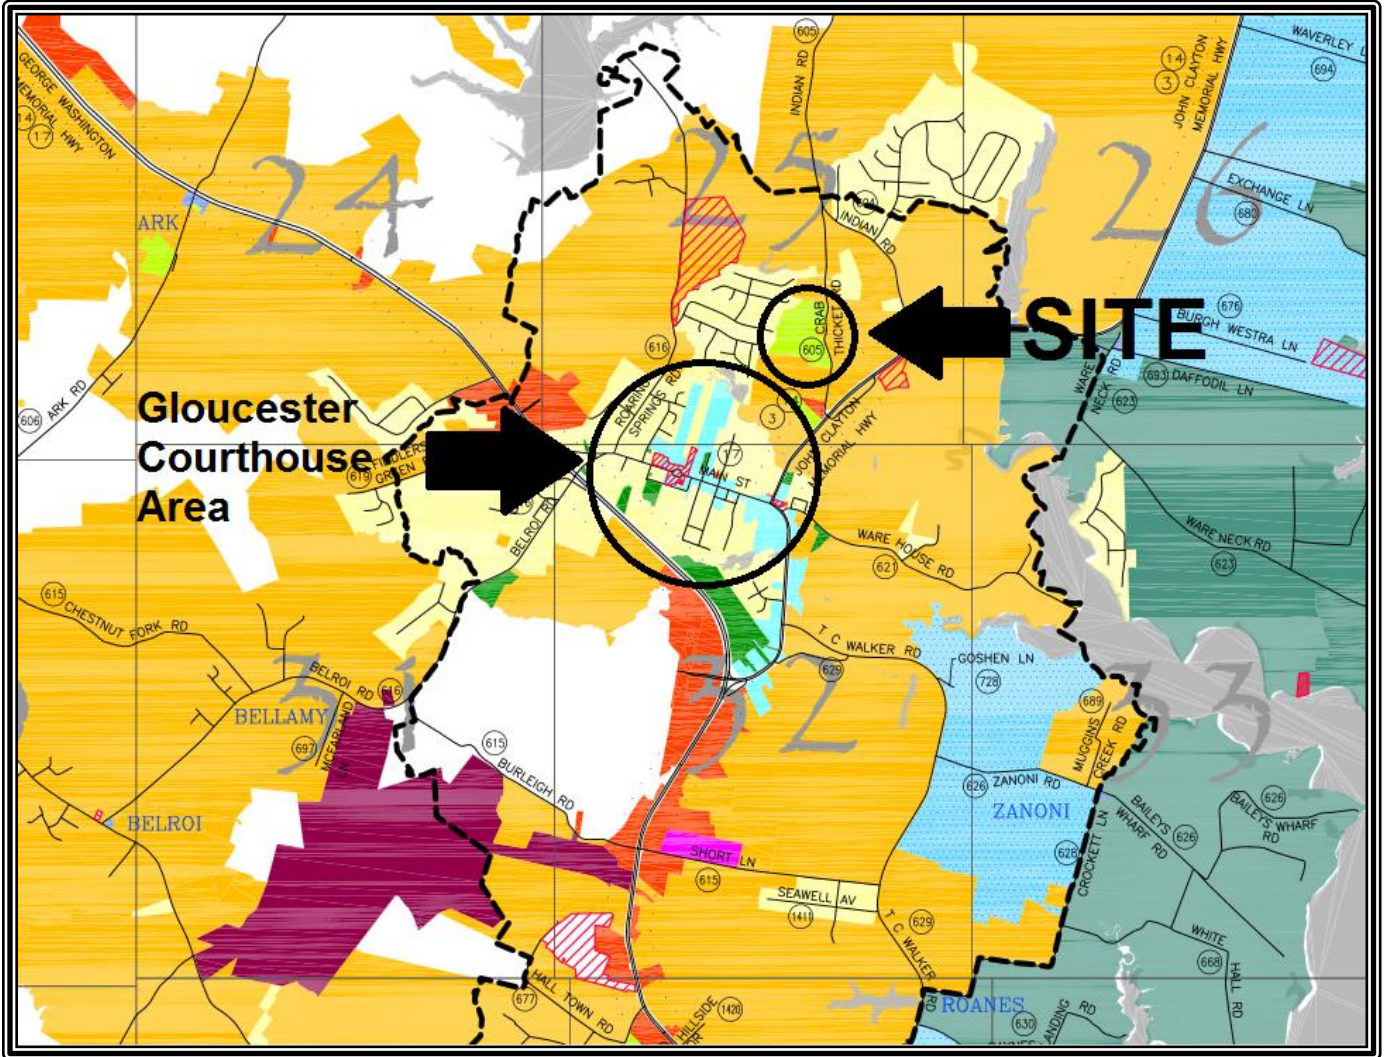 605
INDIAN RD
14
3
JOHN CLAYTON
MEMORIAL HWY
WAVERLEY L
694
GEORGE WASHINGTON
MEMORIAL HWY
14
17
24
25
26
EXCHANGE LN
680
ARK
INDIAN RD
676
BURGH WESTRA LN
693
DAFFODIL LN
SITE
605
CRAB
THICKET RD
616
WARE
NECK RD
623
606
ARK RD
Gloucester
Courthouse
Area
ROARING
SPRINGS RD
3
JOHN CLAYTON
MEMORIAL HWY
17
MAIN ST
619
FIDDLERS
GREEN
BELROI RD
WARE HOUSE RD
621
WARE NECK RD
623
615
CHESTNUT FORK RD
T C WALKER RD
629
GOSHEN LN
728
31
32
33
BELROI RD
616
BELLAMY
697
MCFARLAND
LN
689
MUGGINS
CREEK RD
615
BURLEIGH RD
626
ZANONI RD
ZANONI
BELROI
626
BAILEYS WHARF
RD
BAILEYS
WHARF RD
626
628
CROCKETT LN
SHORT LN
615
SEAWELL AV
1411
629
T C WALKER
RD
WHITE
HALL RD
668
677
HALL TOWN RD
HILLSIDE
DR
1420
ROANES
630
ANDING RD